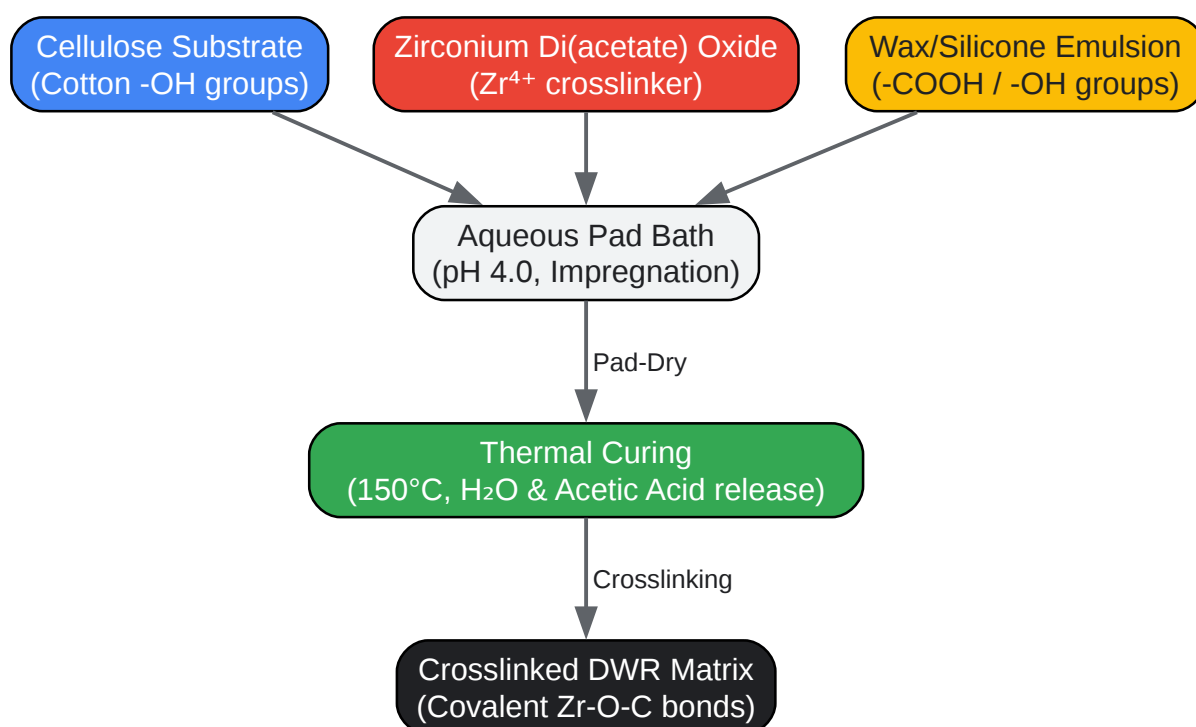 Cellulose Substrate
(Cotton -OH groups)
Zirconium Di(acetate) Oxide
(Zr⁴⁺ crosslinker)
Wax/Silicone Emulsion
(-COOH / -OH groups)
Aqueous Pad Bath
(pH 4.0, Impregnation)
Pad-Dry
Thermal Curing
(150°C, H₂O & Acetic Acid release)
Crosslinking
Crosslinked DWR Matrix
(Covalent Zr-O-C bonds)